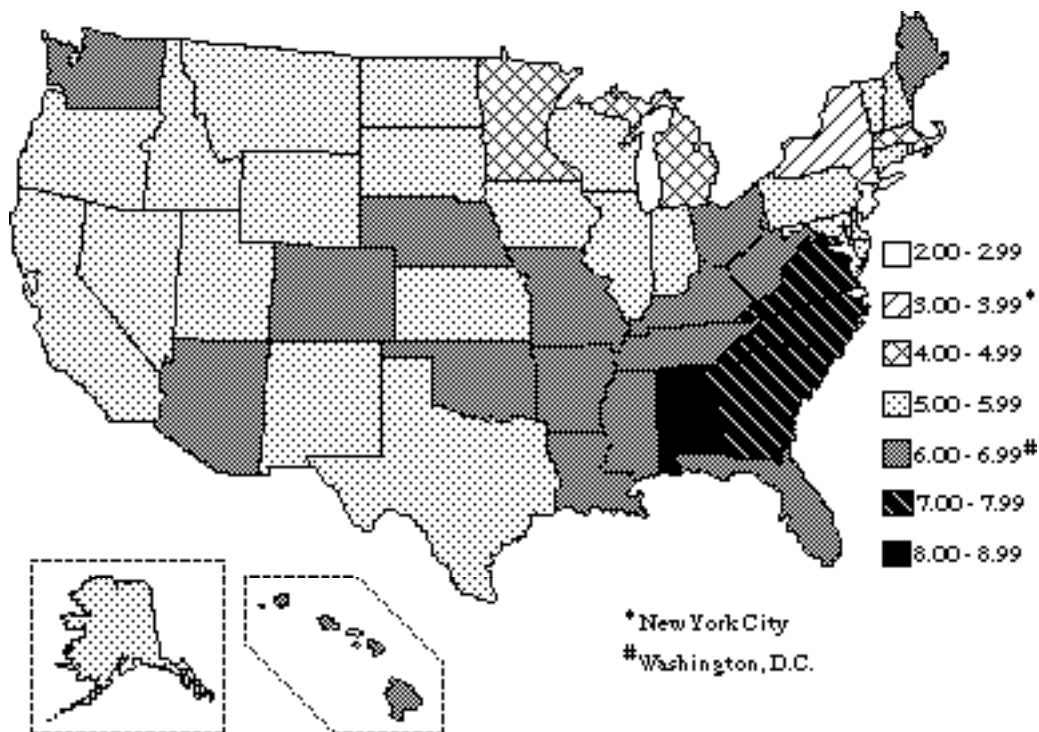 2.00 - 2.99
3.00 - 3.99*
4.00 - 4.99
5.00 - 5.99
6.00 - 6.99#
7.00 - 7.99
8.00 - 8.99
* New York City
# Washington, D.C.